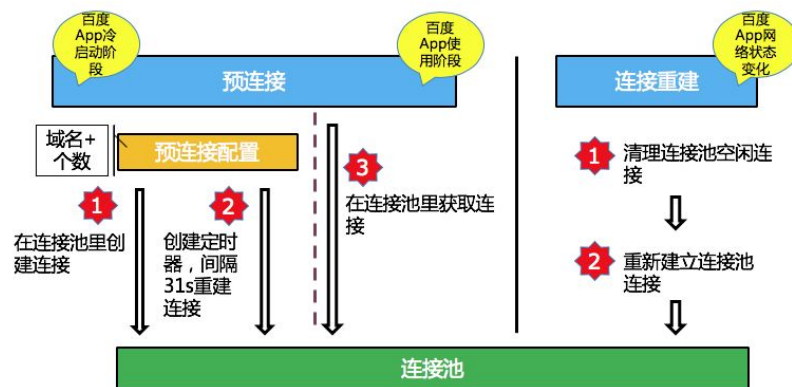 百度
App冷
启动阶
段
百度
App使
用阶段
百度
App网
络状态
变化
预连接
连接重建
域名+
个数
预连接配置
1
在连接池里创
建连接
2
创建定时
器，间隔
31s重建
连接
3
在连接池里获取连
接
1
清理连接池空闲连
接
2
重新建立连接池
连接
连接池